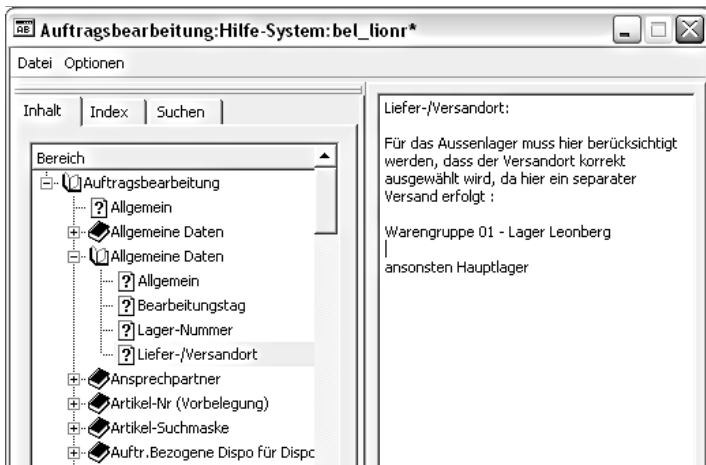 Auftragsbearbeitung:Hilfe-System:bel_lionr*
Datei Optionen
Inhalt Index Suchen
Bereich
Auftragsbearbeitung
Allgemein
Allgemeine Daten
Allgemeine Daten
Allgemein
Bearbeitungstag
Lager-Nummer
Liefer-/Versandort
Ansprechpartner
Artikel-Nr (Vorbelegung)
Artikel-Suchmaske
Auftr.Bezogene Dispo für Dispo
Liefer-/Versandort:
Für das Aussenlager muss hier berücksichtigt
werden, dass der Versandort korrekt
ausgewählt wird, da hier ein separater
Versand erfolgt :
Warengruppe 01 - Lager Leonberg
ansonsten Hauptlager